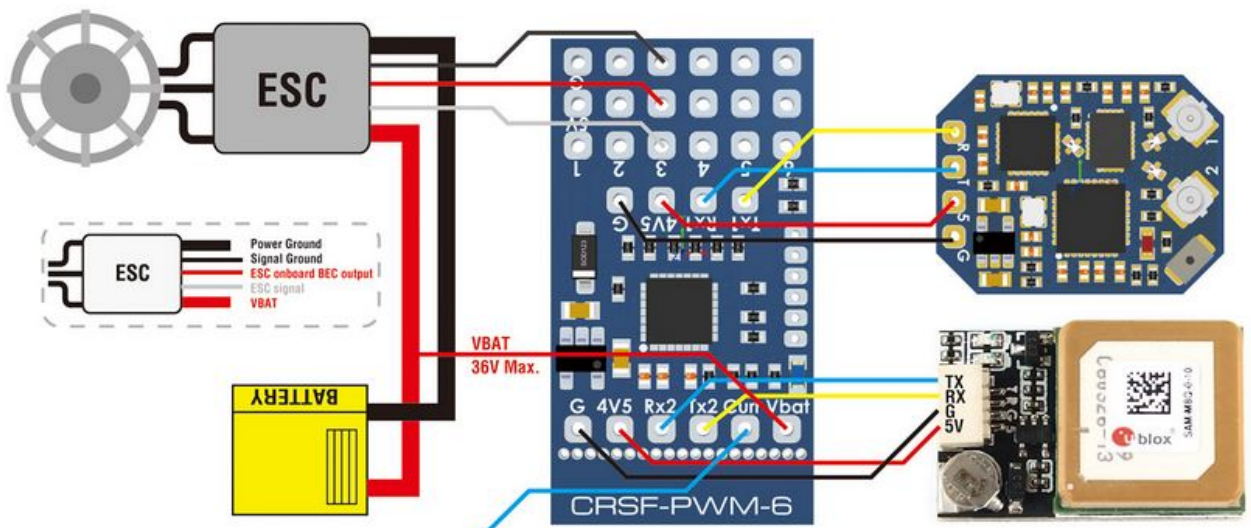 ESC
ESC
Power Ground
Signal Ground
ESC onboard BEC output
ESC signal
VBAT
BATTERY
VBAT
36V Max.
G
S
1
2
3
4
5
6
G
4V5
Rx1
Tx1
SOD123
G
4V5
Rx2
Tx2
Curr
Vbat
CRSF-PWM-6
R
T
5
G
1
2
TX
RX
G
5V
ublox
SAM-M8Q-0-10